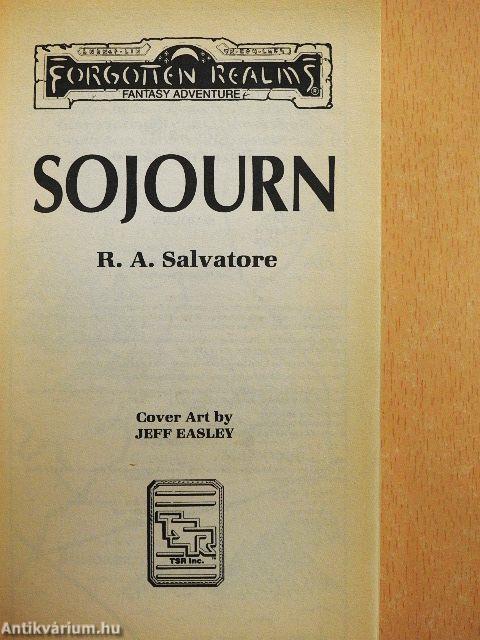 FORGOTTEN REALMS®
FANTASY ADVENTURE
SOJOURN
R. A. Salvatore
Cover Art by
JEFF EASLEY
TSR
TSR Inc.
Antikvárium.hu